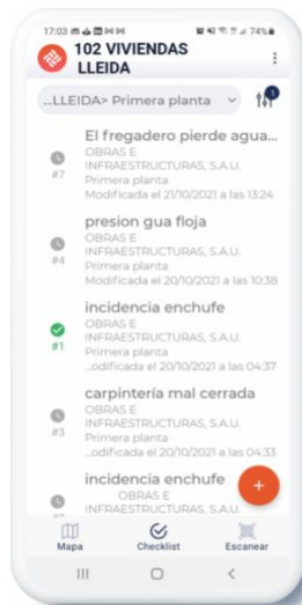 17:03
74%
102 VIVIENDAS
LLEIDA
...LLEIDA> Primera planta
1
El fregadero pierde agua...
OBRAS E
#7
INFRAESTRUCTURAS, S.A.U.
Primera planta
Modificada el 21/10/2021 a las 13:24
presion gua floja
OBRAS E
#4
INFRAESTRUCTURAS, S.A.U.
Primera planta
Modificada el 20/10/2021 a las 10:38
incidencia enchufe
OBRAS E
#1
INFRAESTRUCTURAS, S.A.U.
Primera planta
...odificada el 20/10/2021 a las 04:37
carpintería mal cerrada
OBRAS E
#3
INFRAESTRUCTURAS, S.A.U.
Primera planta
...odificada el 20/10/2021 a las 04:33
incidencia enchufe
+
OBRAS E
INFRAESTRUCTURAS, S.A.U.
Mapa Checklist Escanear